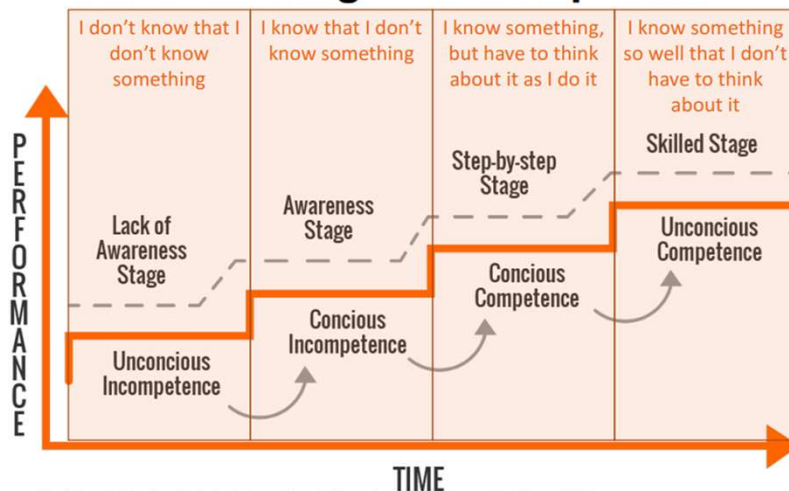 I don't know that I
don't know
something
I know that I don't
know something
I know something,
but have to think
about it as I do it
I know something
so well that I don't
have to think
about it
PERFORMANCE
Lack of
Awareness
Stage
Awareness
Stage
Step-by-step
Stage
Skilled Stage
Unconcious
Incompetence
Concious
Incompetence
Concious
Competence
Unconcious
Competence
TIME